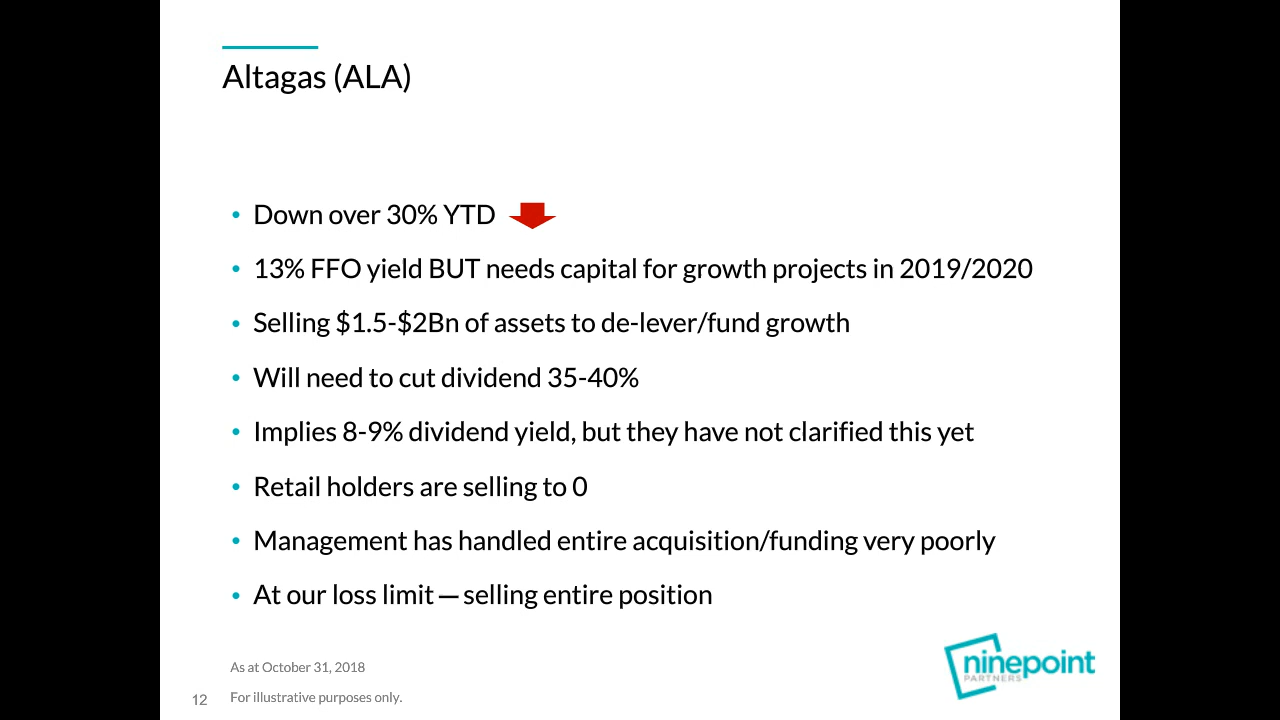 Altagas (ALA)
• Down over 30% YTD
• 13% FFO yield BUT needs capital for growth projects in 2019/2020
• Selling $1.5-$2Bn of assets to de-lever/fund growth
• Will need to cut dividend 35-40%
• Implies 8-9% dividend yield, but they have not clarified this yet
• Retail holders are selling to 0
• Management has handled entire acquisition/funding very poorly
• At our loss limit — selling entire position
As at October 31, 2018
12 For illustrative purposes only.
ninepoint
PARTNERS